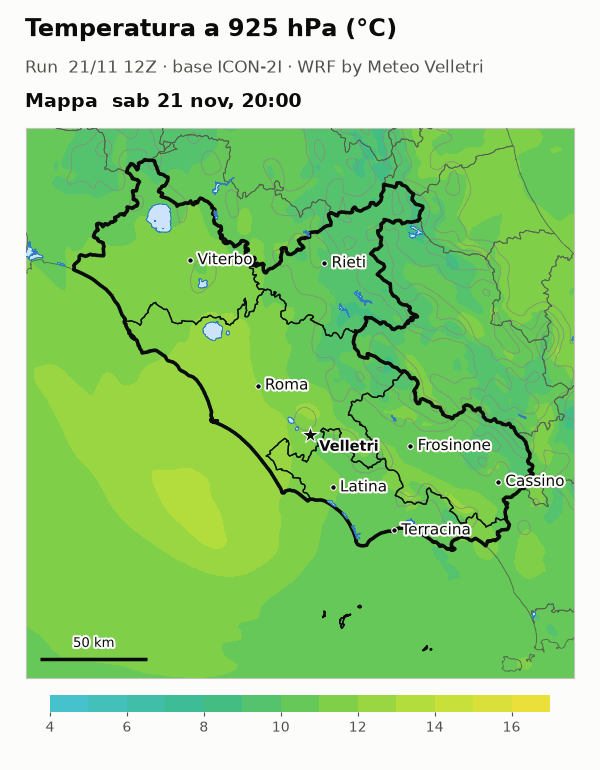 Temperatura a 925 hPa (°C)
Run  21/11 12Z · base ICON-2I · WRF by Meteo Velletri
Mappa  sab 21 nov, 20:00
Viterbo
Rieti
Roma
Velletri
Frosinone
Latina
Cassino
Terracina
50 km
4 6 8 10 12 14 16